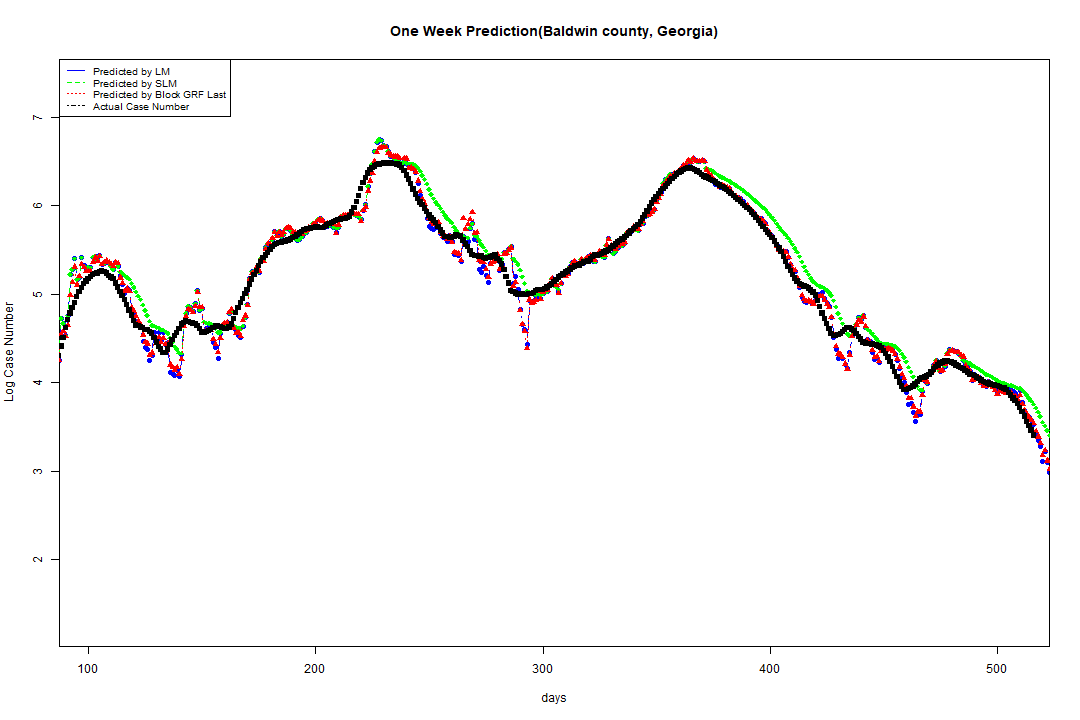 One Week Prediction(Baldwin county, Georgia)
Predicted by LM
Predicted by SLM
Predicted by Block GRF Last
Actual Case Number
7
6
5
4
3
2
Log Case Number
100 200 300 400 500
days